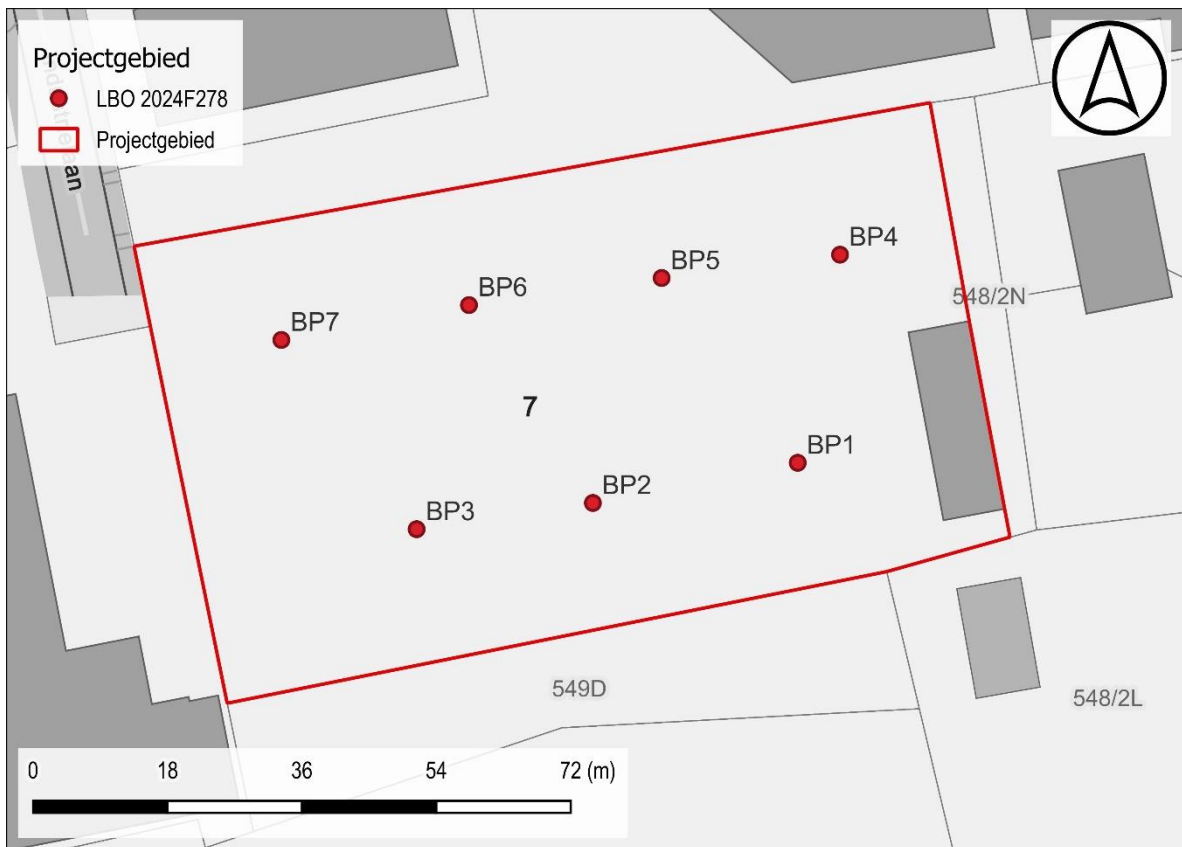 Projectgebied
LBO 2024F278
Projectgebied
BP4
BP5
548/2N
BP6
BP7
7
BP1
BP2
BP3
549D
548/2L
0 18 36 54 72 (m)